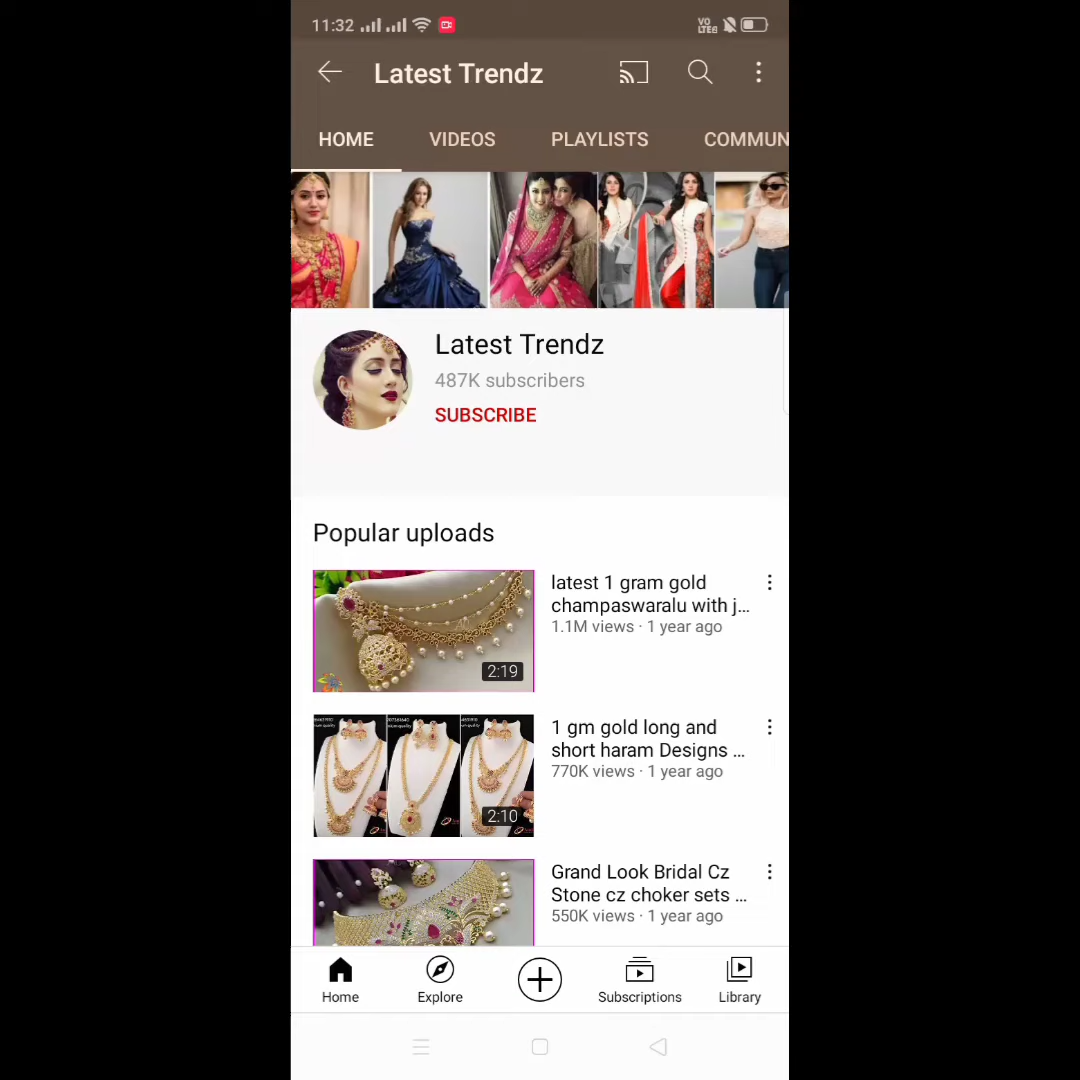 11:32
VO
LTE
Latest Trendz
HOME VIDEOS PLAYLISTS COMMUN
Latest Trendz
487K subscribers
SUBSCRIBE
Popular uploads
latest 1 gram gold
champaswaralu with j...
1.1M views · 1 year ago
2:19
1 gm gold long and
short haram Designs ...
770K views · 1 year ago
2:10
Grand Look Bridal Cz
Stone cz choker sets ...
550K views · 1 year ago
Home Explore Subscriptions Library